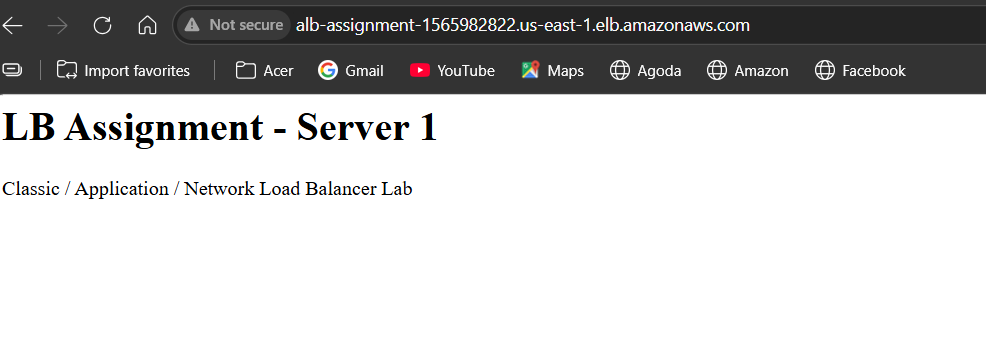 Not secure alb-assignment-1565982822.us-east-1.elb.amazonaws.com
Import favorites Acer Gmail YouTube Maps Agoda Amazon Facebook
LB Assignment - Server 1
Classic / Application / Network Load Balancer Lab